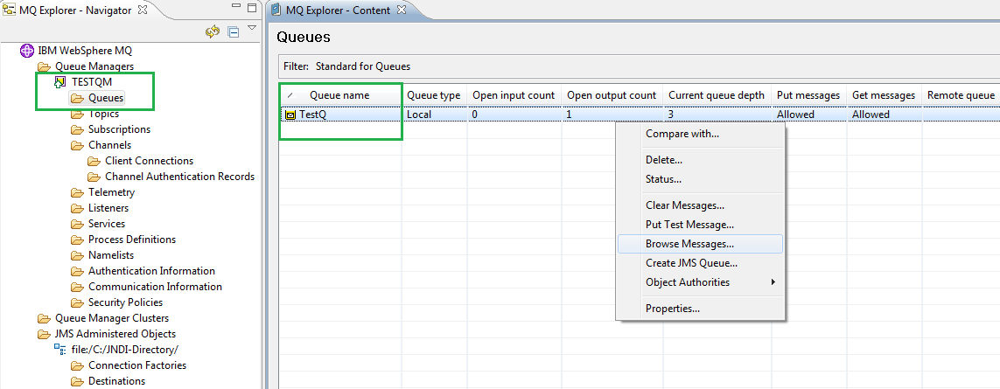 MQ Explorer - Navigator
IBM WebSphere MQ
Queue Managers
TESTQM
Queues
Topics
Subscriptions
Channels
Client Connections
Channel Authentication Records
Telemetry
Listeners
Services
Process Definitions
Namelists
Authentication Information
Communication Information
Security Policies
Queue Manager Clusters
JMS Administered Objects
file:/C:/JNDI-Directory/
Connection Factories
Destinations
MQ Explorer - Content
Queues
Filter: Standard for Queues
Queue name Queue type Open input count Open output count Current queue depth Put messages Get messages Remote queue
TestQ Local 0 1 3 Allowed Allowed
Compare with...
Delete...
Status...
Clear Messages...
Put Test Message...
Browse Messages...
Create JMS Queue...
Object Authorities
Properties...